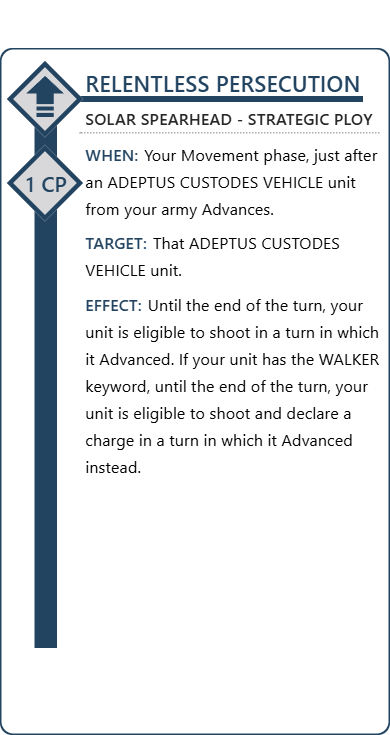 RELENTLESS PERSECUTION
SOLAR SPEARHEAD - STRATEGIC PLOY
1 CP
WHEN: Your Movement phase, just after
an ADEPTUS CUSTODES VEHICLE unit
from your army Advances.
TARGET: That ADEPTUS CUSTODES
VEHICLE unit.
EFFECT: Until the end of the turn, your
unit is eligible to shoot in a turn in which
it Advanced. If your unit has the WALKER
keyword, until the end of the turn, your
unit is eligible to shoot and declare a
charge in a turn in which it Advanced
instead.